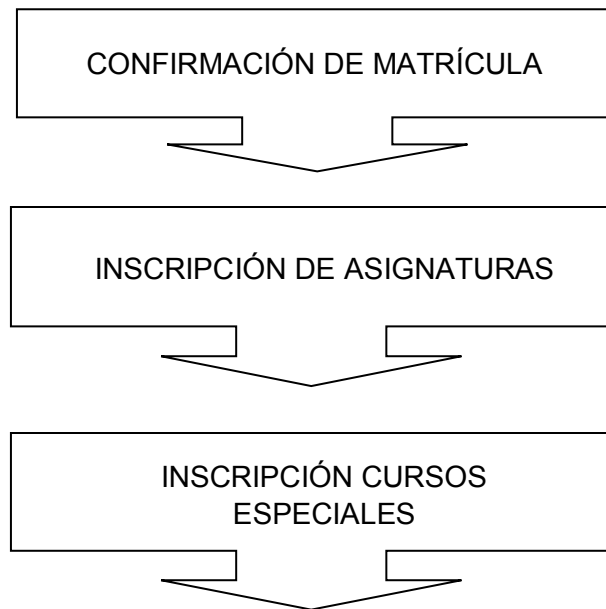 CONFIRMACIÓN DE MATRÍCULA
INSCRIPCIÓN DE ASIGNATURAS
INSCRIPCIÓN CURSOS
ESPECIALES